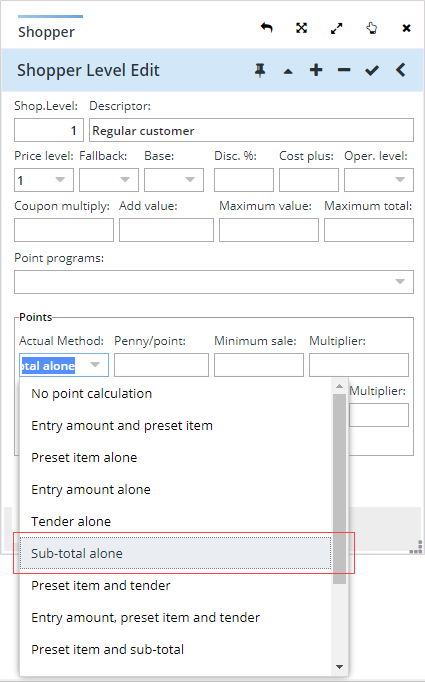 Shopper
Shopper Level Edit
Shop.Level: Descriptor:
1 Regular customer
Price level: Fallback: Base: Disc. %: Cost plus: Oper. level:
1
Coupon multiply: Add value: Maximum value: Maximum total:
Point programs:
Points
Actual Method: Penny/point: Minimum sale: Multiplier:
otal alone
Multiplier:
No point calculation
Entry amount and preset item
Preset item alone
Entry amount alone
Tender alone
Sub-total alone
Preset item and tender
Entry amount, preset item and tender
Preset item and sub-total